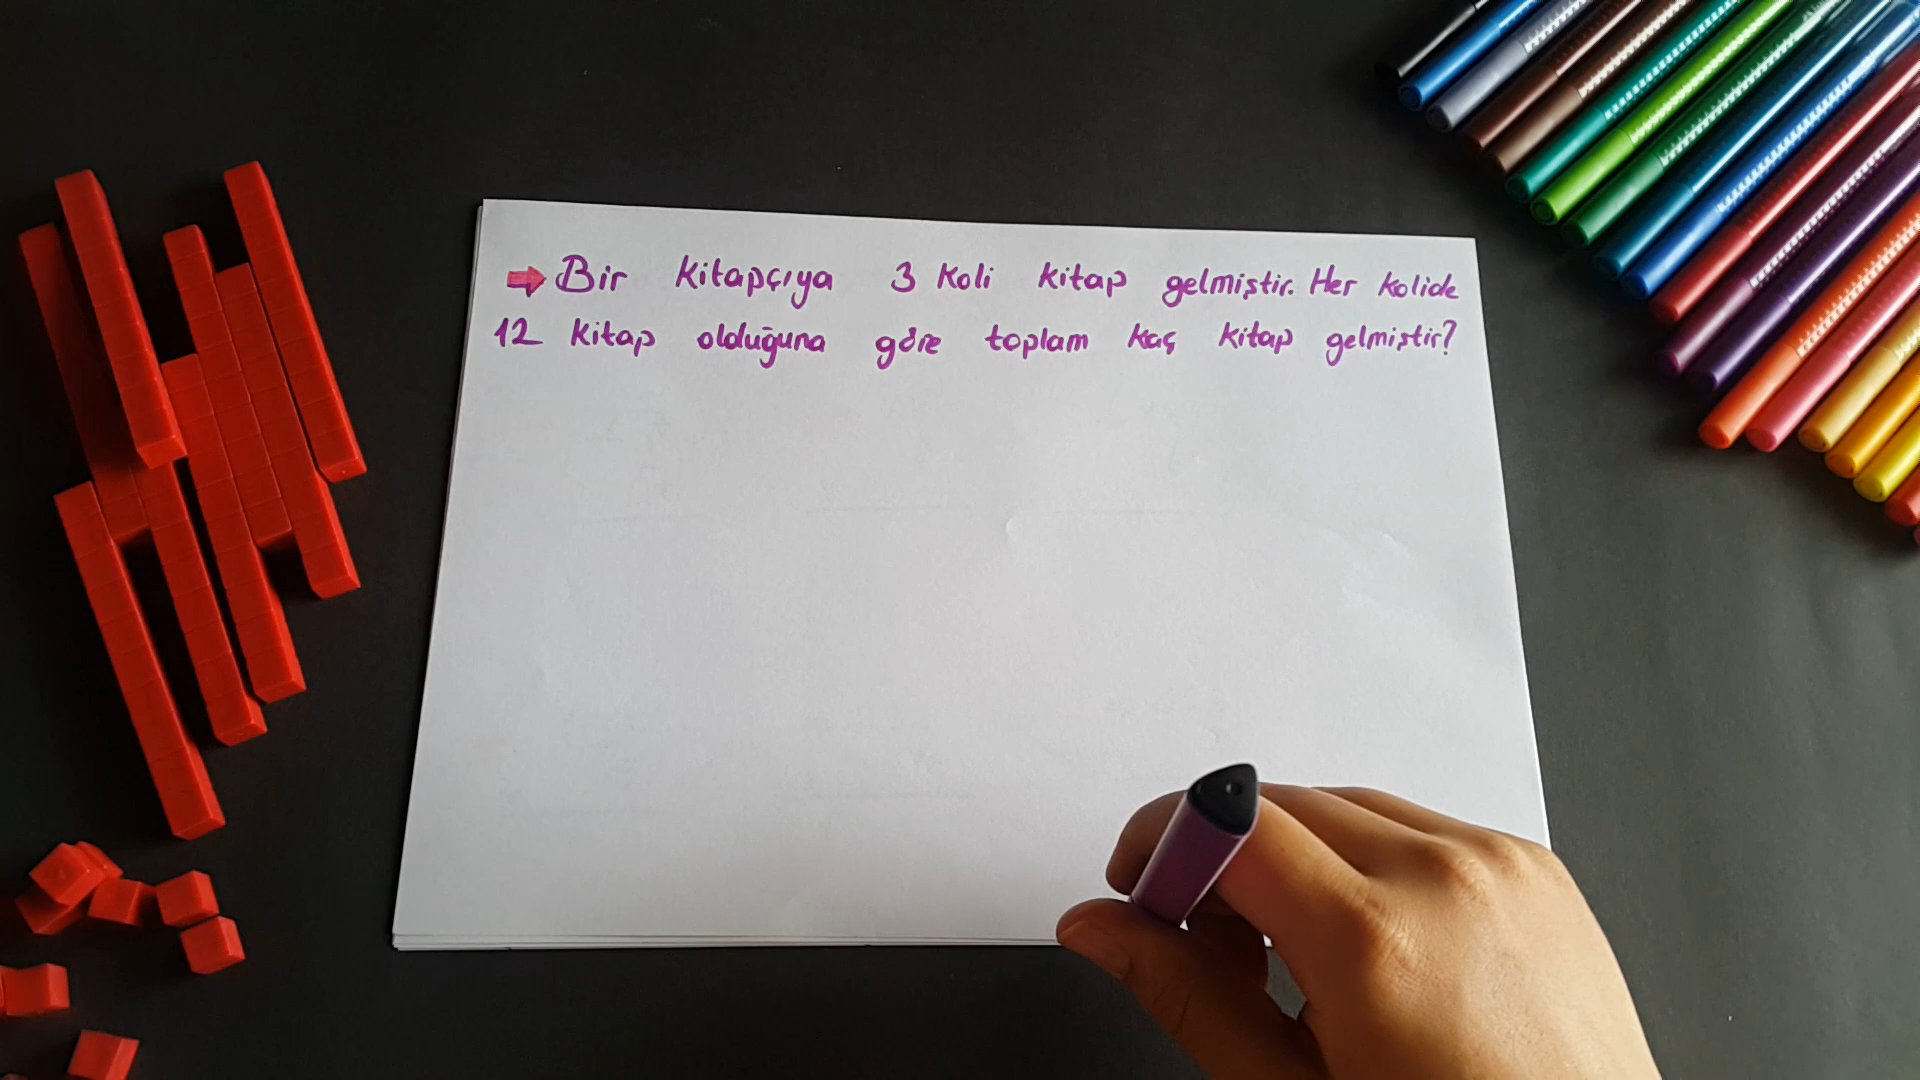 Bir kitapçıya 3 Koli kitap gelmiştir. Her kolide
12 kitap olduğuna göre toplam kaç kitap gelmiştir?